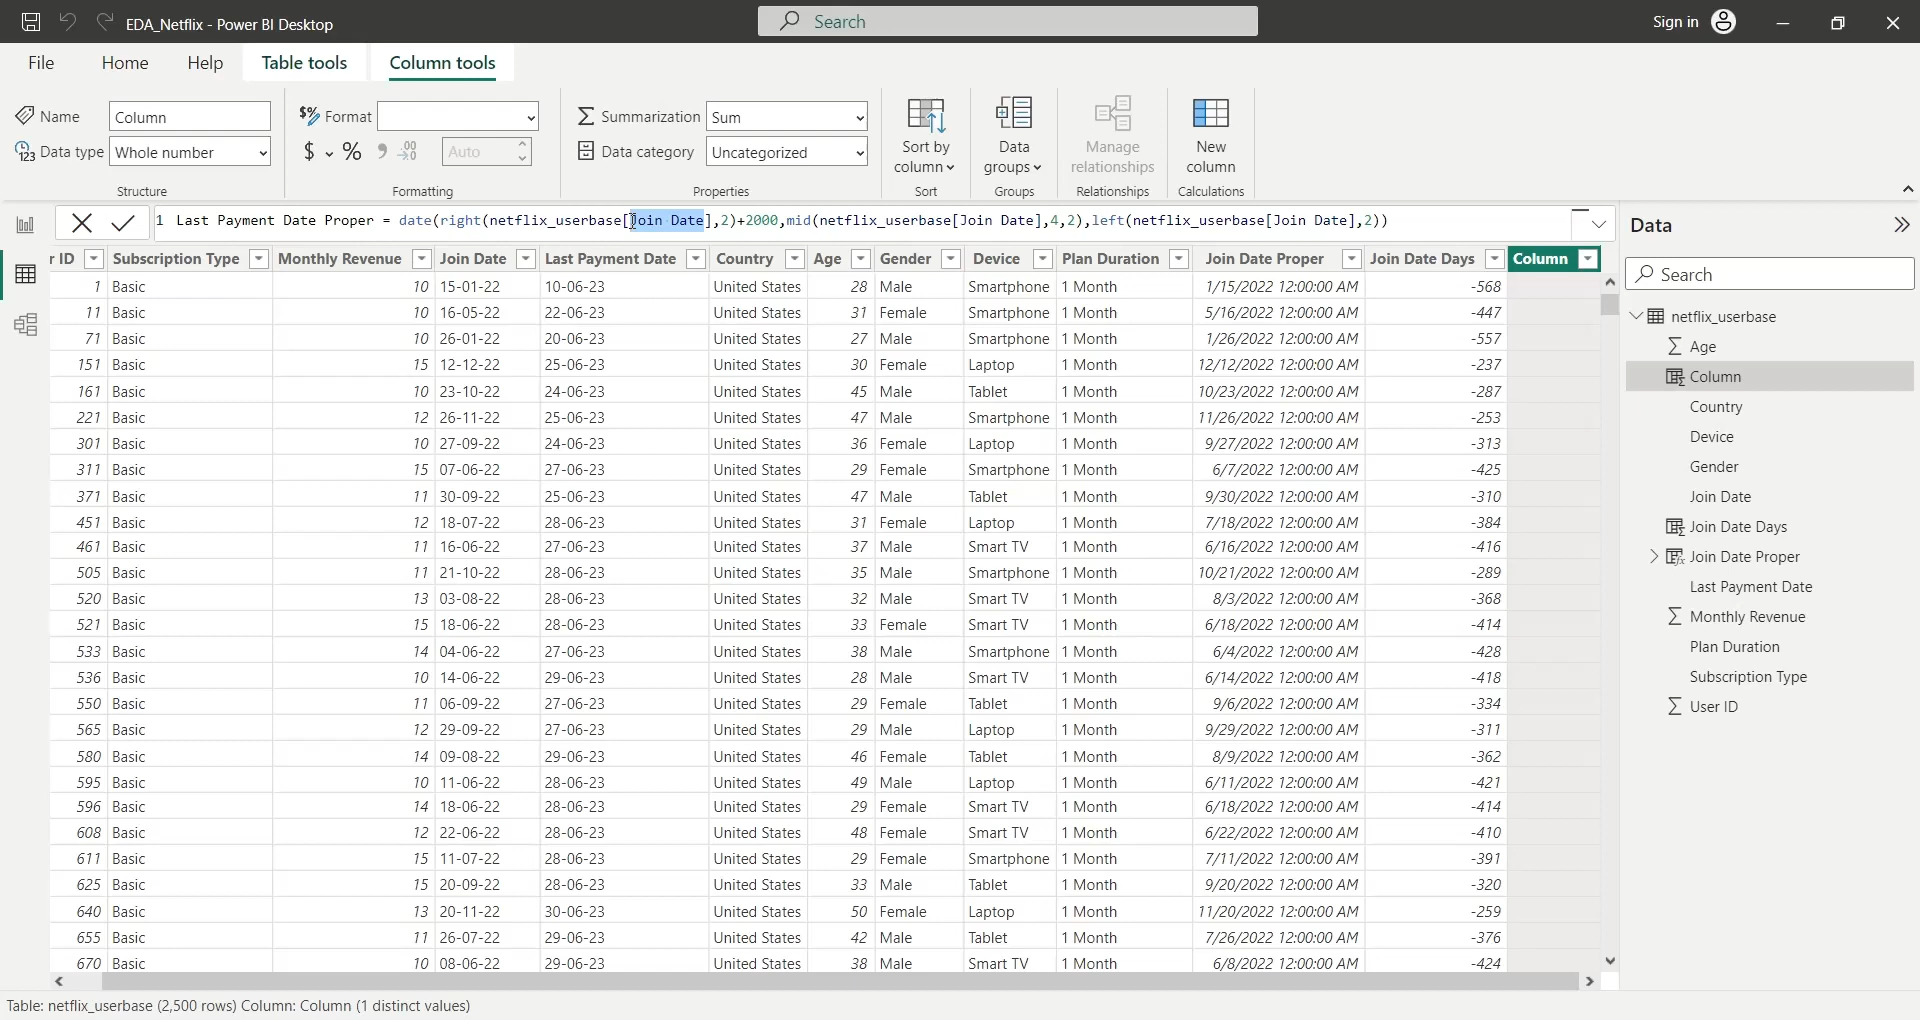 EDA_Netflix - Power BI Desktop
Search
Sign in
File Home Help Table tools Column tools
Name Column
Data type Whole number
Structure
Format
$ % Auto
Formatting
Summarization Sum
Data category Uncategorized
Properties
Sort by
column
Sort
Data
groups
Groups
Manage
relationships
Relationships
New
column
Calculations
1 Last Payment Date Proper = date(right(netflix_userbase[Join Date],2)+2000,mid(netflix_userbase[Join Date],4,2),left(netflix_userbase[Join Date],2))
r ID Subscription Type Monthly Revenue Join Date Last Payment Date Country Age Gender Device Plan Duration Join Date Proper Join Date Days Column
1 Basic 10 15-01-22 10-06-23 United States 28 Male Smartphone 1 Month 1/15/2022 12:00:00 AM -568
11 Basic 10 16-05-22 22-06-23 United States 31 Female Smartphone 1 Month 5/16/2022 12:00:00 AM -447
71 Basic 10 26-01-22 20-06-23 United States 27 Male Smartphone 1 Month 1/26/2022 12:00:00 AM -557
151 Basic 15 12-12-22 25-06-23 United States 30 Female Laptop 1 Month 12/12/2022 12:00:00 AM -237
161 Basic 10 23-10-22 24-06-23 United States 45 Male Tablet 1 Month 10/23/2022 12:00:00 AM -287
221 Basic 12 26-11-22 25-06-23 United States 47 Male Smartphone 1 Month 11/26/2022 12:00:00 AM -253
301 Basic 10 27-09-22 24-06-23 United States 36 Female Laptop 1 Month 9/27/2022 12:00:00 AM -313
311 Basic 15 07-06-22 27-06-23 United States 29 Female Smartphone 1 Month 6/7/2022 12:00:00 AM -425
371 Basic 11 30-09-22 25-06-23 United States 47 Male Tablet 1 Month 9/30/2022 12:00:00 AM -310
451 Basic 12 18-07-22 28-06-23 United States 31 Female Laptop 1 Month 7/18/2022 12:00:00 AM -384
461 Basic 11 16-06-22 27-06-23 United States 37 Male Smart TV 1 Month 6/16/2022 12:00:00 AM -416
505 Basic 11 21-10-22 28-06-23 United States 35 Male Smartphone 1 Month 10/21/2022 12:00:00 AM -289
520 Basic 13 03-08-22 28-06-23 United States 32 Male Smart TV 1 Month 8/3/2022 12:00:00 AM -368
521 Basic 15 18-06-22 28-06-23 United States 33 Female Smart TV 1 Month 6/18/2022 12:00:00 AM -414
533 Basic 14 04-06-22 27-06-23 United States 38 Male Smartphone 1 Month 6/4/2022 12:00:00 AM -428
536 Basic 10 14-06-22 29-06-23 United States 28 Male Smart TV 1 Month 6/14/2022 12:00:00 AM -418
550 Basic 11 06-09-22 27-06-23 United States 29 Female Tablet 1 Month 9/6/2022 12:00:00 AM -334
565 Basic 12 29-09-22 27-06-23 United States 29 Male Laptop 1 Month 9/29/2022 12:00:00 AM -311
580 Basic 14 09-08-22 29-06-23 United States 46 Female Tablet 1 Month 8/9/2022 12:00:00 AM -362
595 Basic 10 11-06-22 28-06-23 United States 49 Male Laptop 1 Month 6/11/2022 12:00:00 AM -421
596 Basic 14 18-06-22 28-06-23 United States 29 Female Smart TV 1 Month 6/18/2022 12:00:00 AM -414
608 Basic 12 22-06-22 28-06-23 United States 48 Female Smart TV 1 Month 6/22/2022 12:00:00 AM -410
611 Basic 15 11-07-22 28-06-23 United States 29 Female Smartphone 1 Month 7/11/2022 12:00:00 AM -391
625 Basic 15 20-09-22 28-06-23 United States 33 Male Tablet 1 Month 9/20/2022 12:00:00 AM -320
640 Basic 13 20-11-22 30-06-23 United States 50 Female Laptop 1 Month 11/20/2022 12:00:00 AM -259
655 Basic 11 26-07-22 29-06-23 United States 42 Male Tablet 1 Month 7/26/2022 12:00:00 AM -376
670 Basic 10 08-06-22 29-06-23 United States 38 Male Smart TV 1 Month 6/8/2022 12:00:00 AM -424
Data
Search
netflix_userbase
Age
Column
Country
Device
Gender
Join Date
Join Date Days
Join Date Proper
Last Payment Date
Monthly Revenue
Plan Duration
Subscription Type
User ID
Table: netflix_userbase (2,500 rows) Column: Column (1 distinct values)